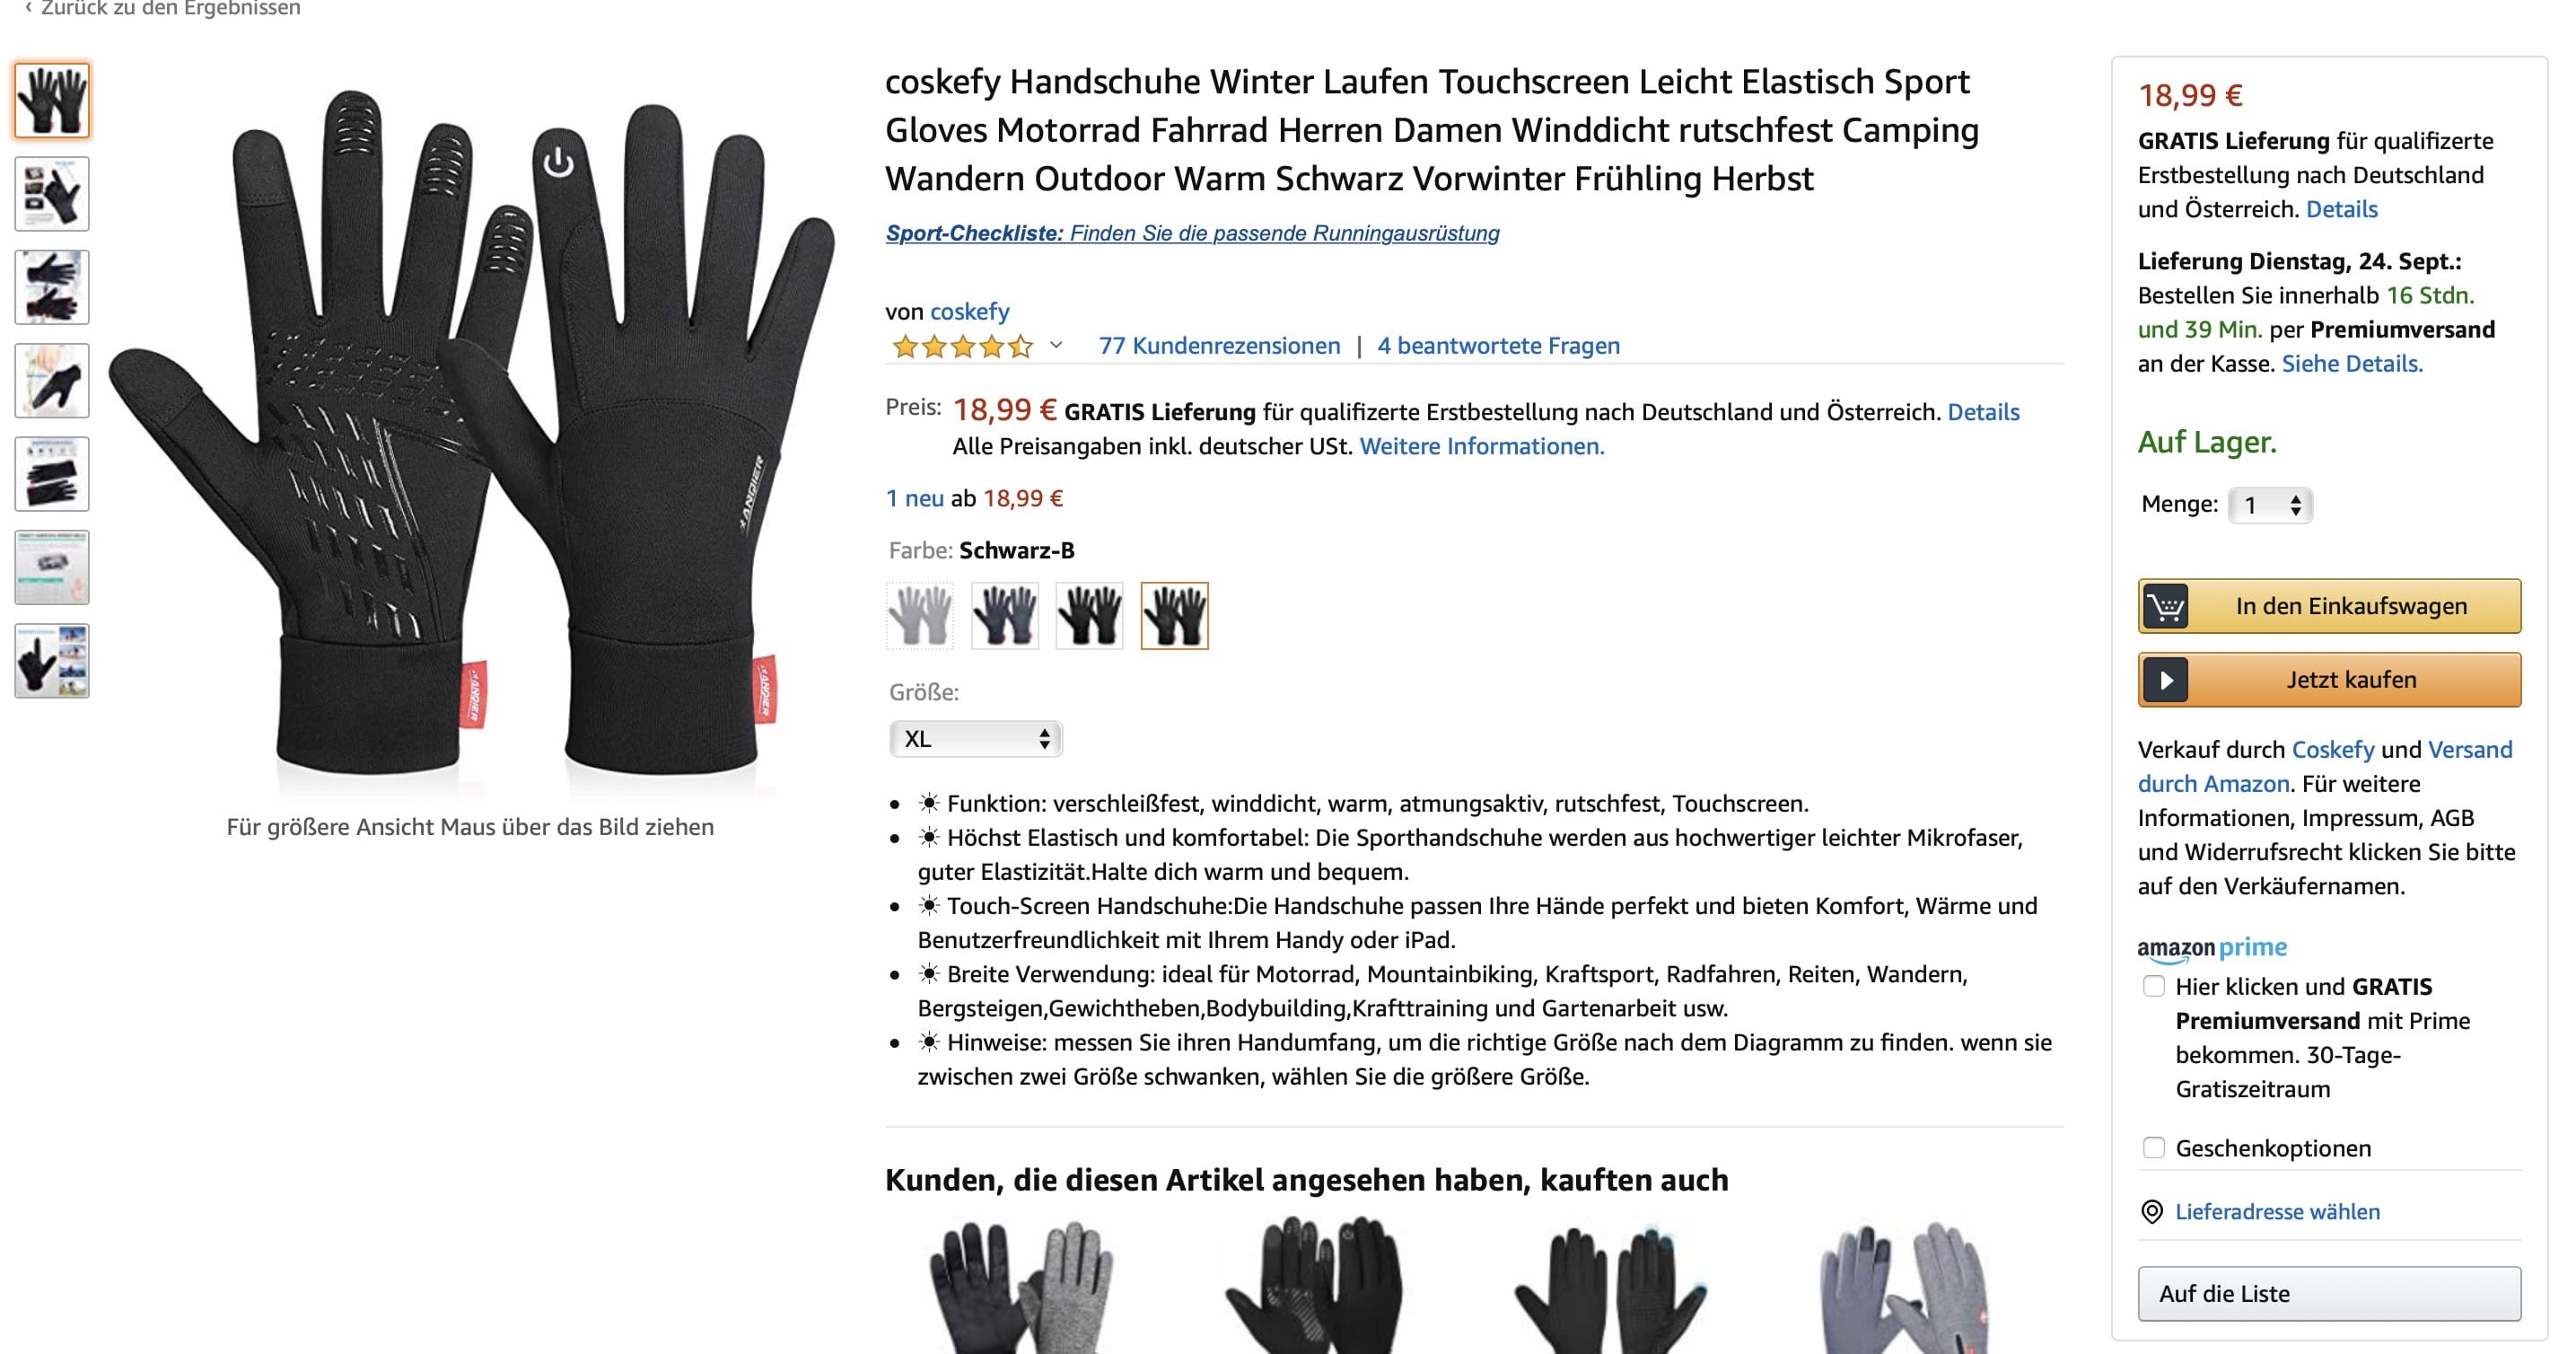 ‹ Zurück zu den Ergebnissen
coskefy Handschuhe Winter Laufen Touchscreen Leicht Elastisch Sport
Gloves Motorrad Fahrrad Herren Damen Winddicht rutschfest Camping
Wandern Outdoor Warm Schwarz Vorwinter Frühling Herbst
Sport-Checkliste: Finden Sie die passende Runningausrüstung
von coskefy
77 Kundenrezensionen | 4 beantwortete Fragen
Preis: 18,99 € GRATIS Lieferung für qualifizerte Erstbestellung nach Deutschland und Österreich. Details
Alle Preisangaben inkl. deutscher USt. Weitere Informationen.
1 neu ab 18,99 €
Farbe: Schwarz-B
Größe:
XL
• ☀ Funktion: verschleißfest, winddicht, warm, atmungsaktiv, rutschfest, Touchscreen.
• ☀ Höchst Elastisch und komfortabel: Die Sporthandschuhe werden aus hochwertiger leichter Mikrofaser,
guter Elastizität.Halte dich warm und bequem.
• ☀ Touch-Screen Handschuhe:Die Handschuhe passen Ihre Hände perfekt und bieten Komfort, Wärme und
Benutzerfreundlichkeit mit Ihrem Handy oder iPad.
• ☀ Breite Verwendung: ideal für Motorrad, Mountainbiking, Kraftsport, Radfahren, Reiten, Wandern,
Bergsteigen,Gewichtheben,Bodybuilding,Krafttraining und Gartenarbeit usw.
• ☀ Hinweise: messen Sie ihren Handumfang, um die richtige Größe nach dem Diagramm zu finden. wenn sie
zwischen zwei Größe schwanken, wählen Sie die größere Größe.
Kunden, die diesen Artikel angesehen haben, kauften auch
ANQIER
ANQIER
ANQIER
Für größere Ansicht Maus über das Bild ziehen
18,99 €
GRATIS Lieferung für qualifizerte
Erstbestellung nach Deutschland
und Österreich. Details
Lieferung Dienstag, 24. Sept.:
Bestellen Sie innerhalb 16 Stdn.
und 39 Min. per Premiumversand
an der Kasse. Siehe Details.
Auf Lager.
Menge: 1
In den Einkaufswagen
Jetzt kaufen
Verkauf durch Coskefy und Versand
durch Amazon. Für weitere
Informationen, Impressum, AGB
und Widerrufsrecht klicken Sie bitte
auf den Verkäufernamen.
amazon prime
Hier klicken und GRATIS
Premiumversand mit Prime
bekommen. 30-Tage-
Gratiszeitraum
Geschenkoptionen
Lieferadresse wählen
Auf die Liste